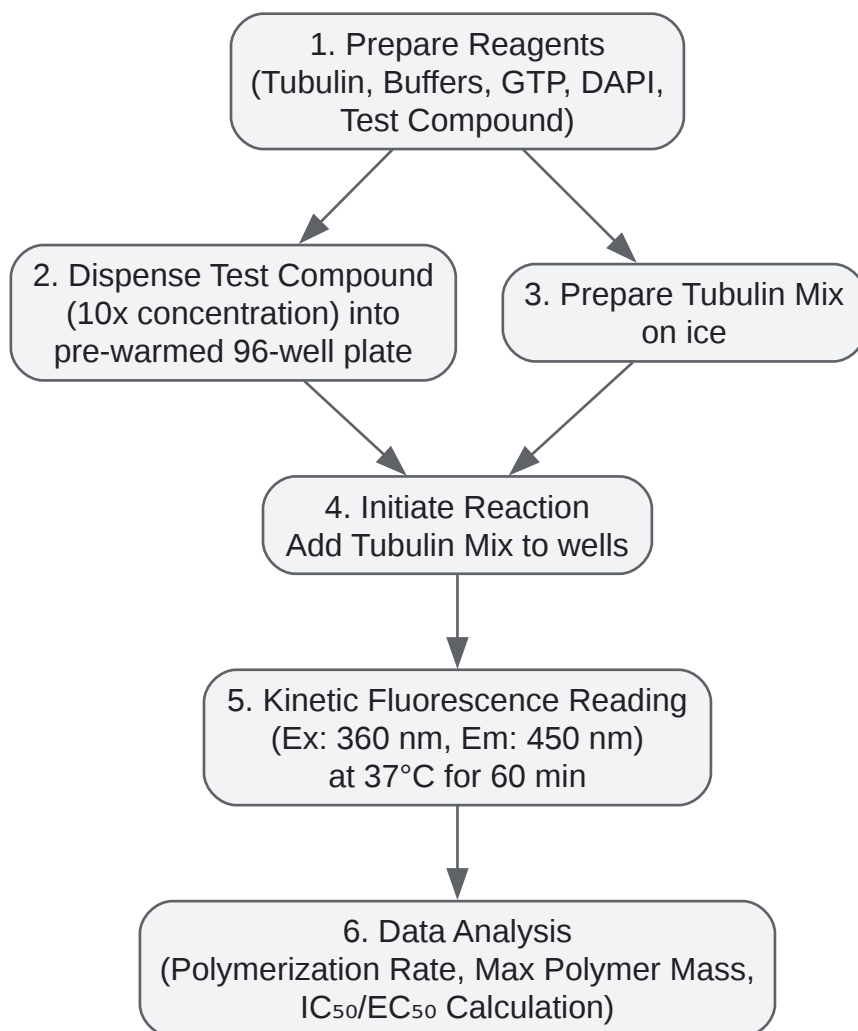 1. Prepare Reagents
(Tubulin, Buffers, GTP, DAPI,
Test Compound)
2. Dispense Test Compound
(10x concentration) into
pre-warmed 96-well plate
3. Prepare Tubulin Mix
on ice
4. Initiate Reaction
Add Tubulin Mix to wells
5. Kinetic Fluorescence Reading
(Ex: 360 nm, Em: 450 nm)
at 37°C for 60 min
6. Data Analysis
(Polymerization Rate, Max Polymer Mass,
IC₅₀/EC₅₀ Calculation)